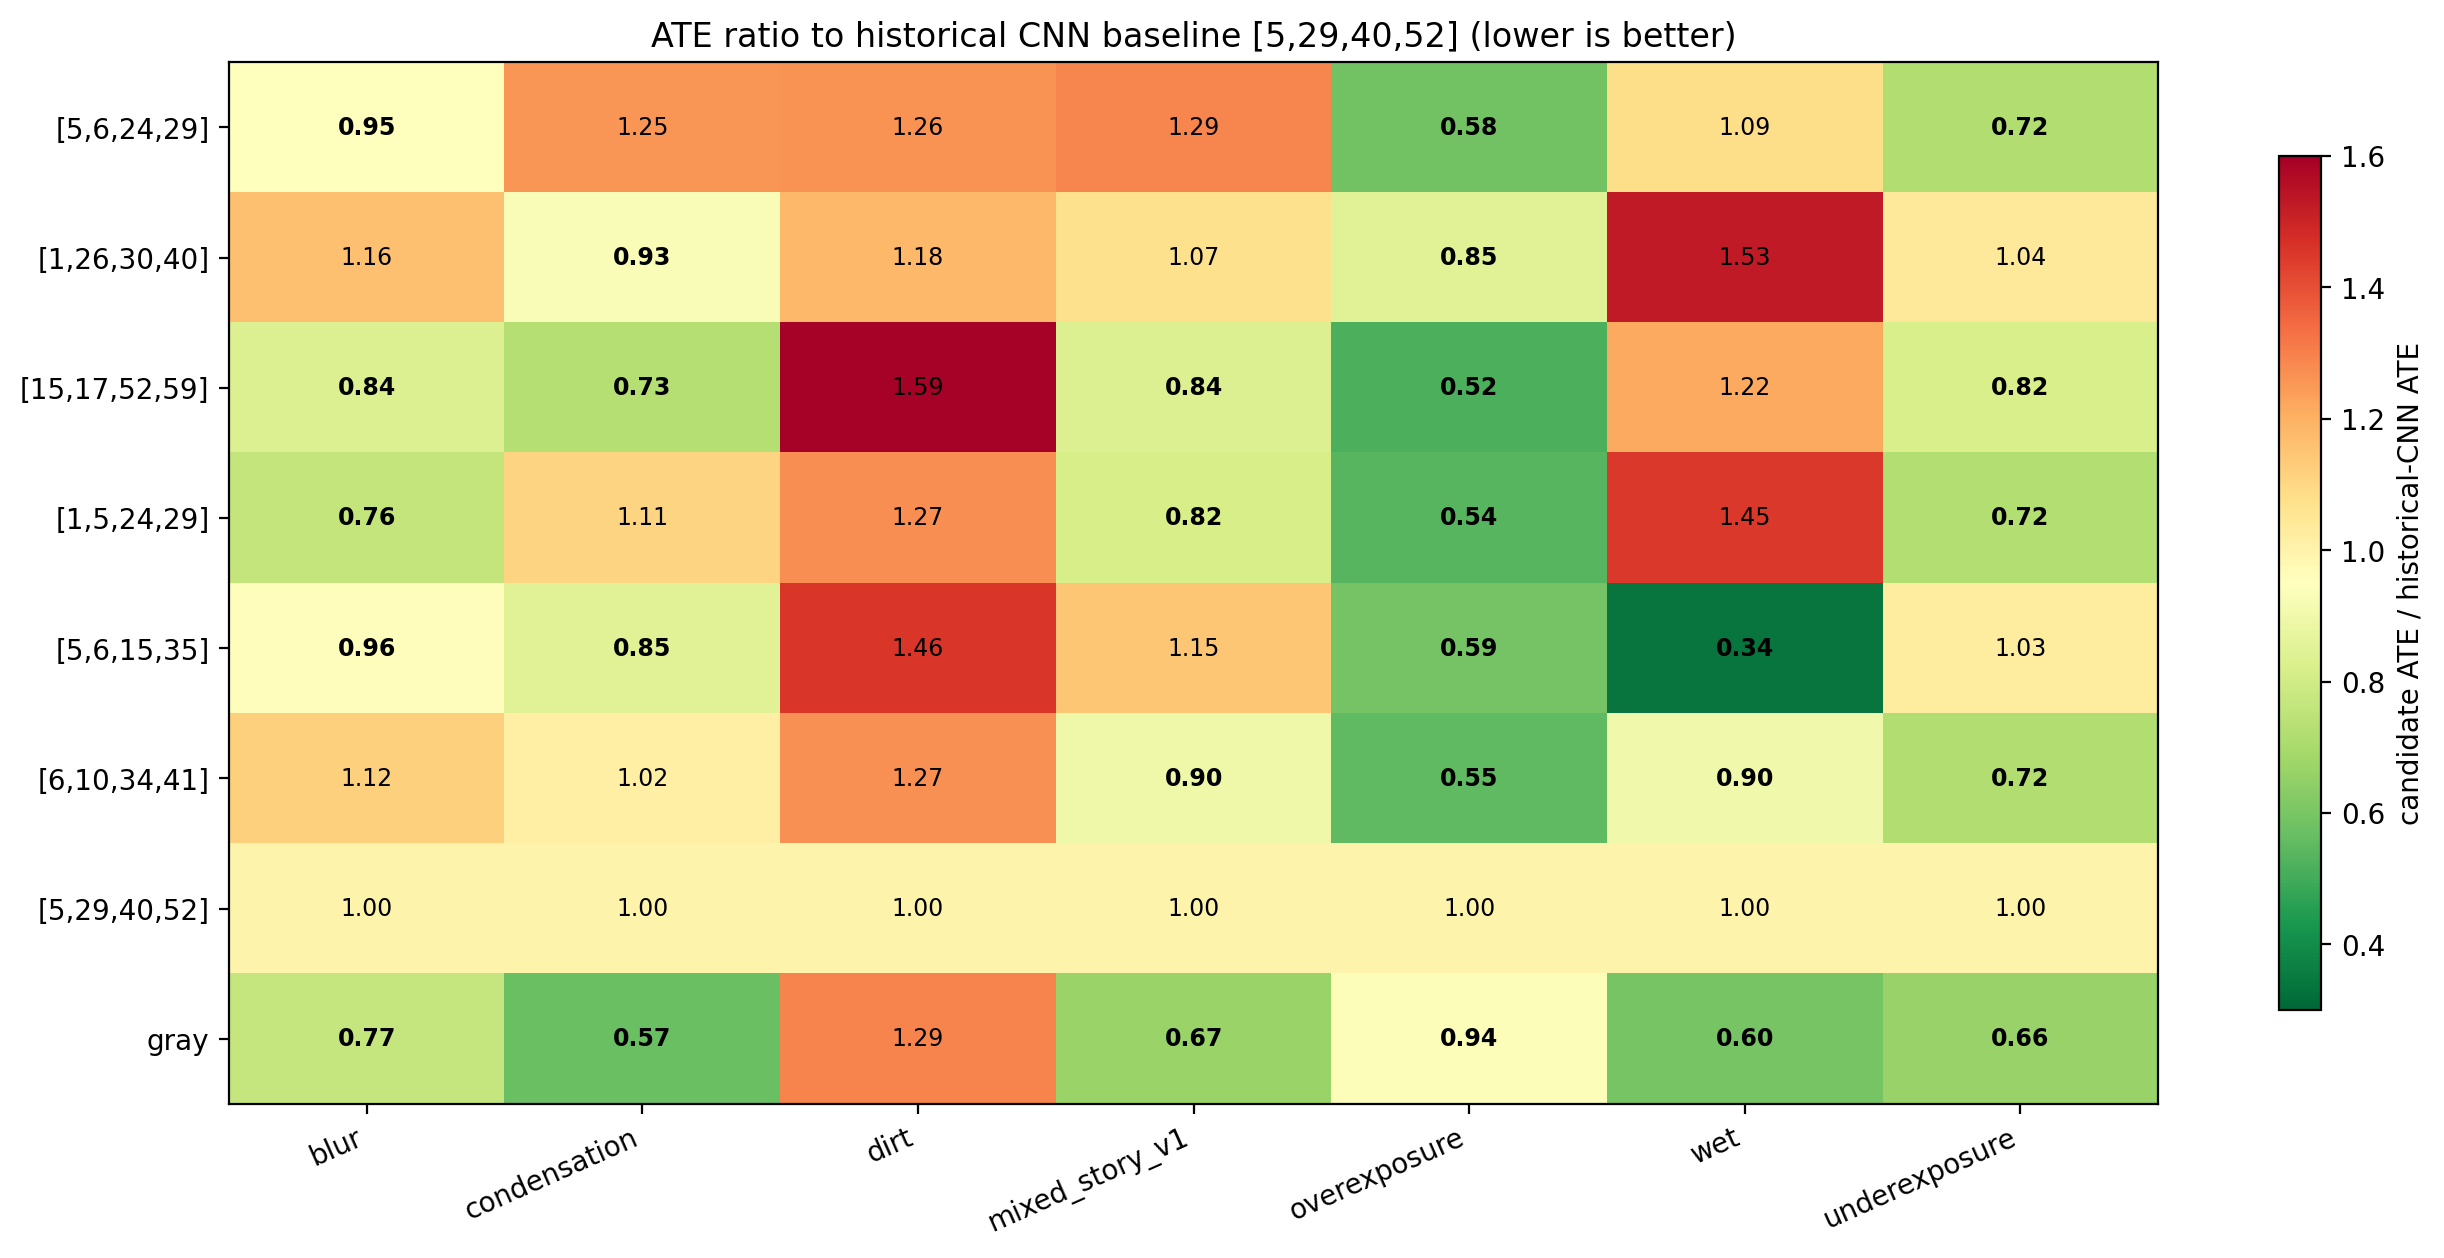 ATE ratio to historical CNN baseline [5,29,40,52] (lower is better)
[5,6,24,29] 0.95 1.25 1.26 1.29 0.58 1.09 0.72
[1,26,30,40] 1.16 0.93 1.18 1.07 0.85 1.53 1.04
[15,17,52,59] 0.84 0.73 1.59 0.84 0.52 1.22 0.82
[1,5,24,29] 0.76 1.11 1.27 0.82 0.54 1.45 0.72
[5,6,15,35] 0.96 0.85 1.46 1.15 0.59 0.34 1.03
[6,10,34,41] 1.12 1.02 1.27 0.90 0.55 0.90 0.72
[5,29,40,52] 1.00 1.00 1.00 1.00 1.00 1.00 1.00
gray 0.77 0.57 1.29 0.67 0.94 0.60 0.66
blur condensation dirt mixed_story_v1 overexposure wet underexposure
1.6
1.4
1.2
1.0
0.8
0.6
0.4
candidate ATE / historical-CNN ATE